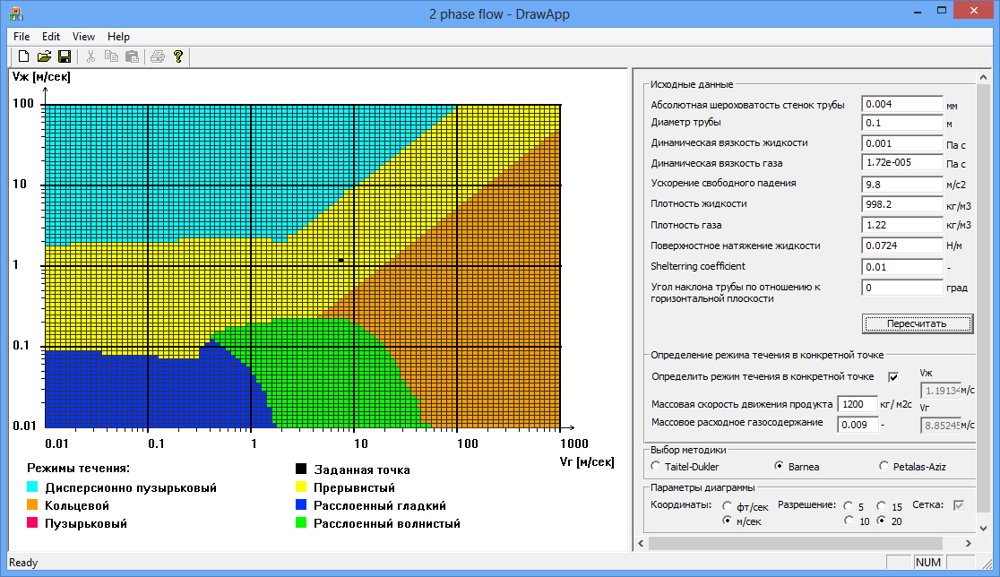 2 phase flow - DrawApp
File Edit View Help
Vж [м/сек]
100
10
1
0.1
0.01
0.01 0.1 1 10 100 1000
Vг [м/сек]
Режимы течения:
Дисперсионно пузырьковый
Кольцевой
Пузырьковый
Заданная точка
Прерывистый
Расслоенный гладкий
Расслоенный волнистый
Исходные данные
Абсолютная шероховатость стенок трубы 0.004 мм
Диаметр трубы 0.1 м
Динамическая вязкость жидкости 0.001 Па с
Динамическая вязкость газа 1.72e-005 Па с
Ускорение свободного падения 9.8 м/с2
Плотность жидкости 998.2 кг/м3
Плотность газа 1.22 кг/м3
Поверхностное натяжение жидкости 0.0724 Н/м
Shelterring coefficient 0.01 -
Угол наклона трубы по отношению к 0 град
горизонтальной плоскости
Пересчитать
Определение режима течения в конкретной точке
Определить режим течения в конкретной точке
Vж
1.19134 м/с
Массовая скорость движения продукта 1200 кг/м2с
Vг
Массовое расходное газосодержание 0.009 -
8.85245 м/с
Выбор методики
Taitel-Dukler Barnea Petalas-Aziz
Параметры диаграммы
Координаты: фт/сек Разрешение: 5 15 Сетка:
м/сек 10 20
Ready
NUM